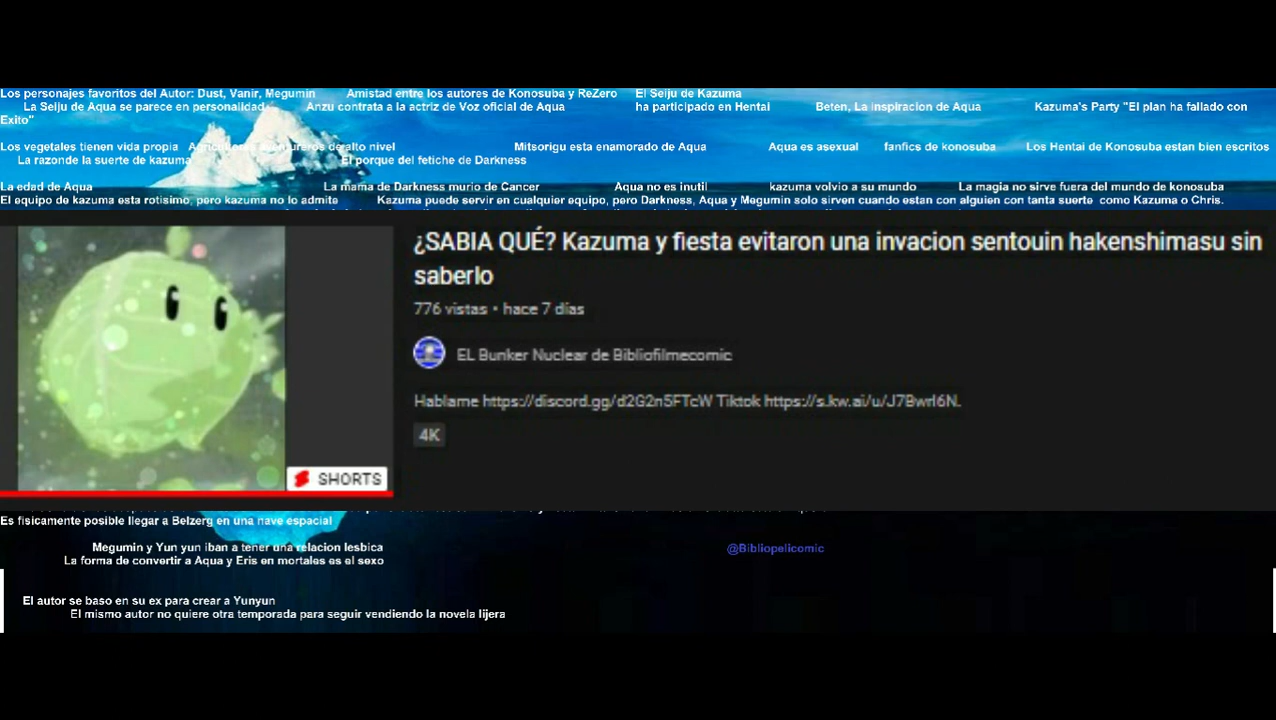 Los personajes favoritos del Autor: Dust, Vanir, Megumin Amistad entre los autores de Konosuba y ReZero El Seiju de Kazuma
La Seiju de Aqua se parece en personalidad Anzu contrata a la actriz de Voz oficial de Aqua ha participado en Hentai Beten, La inspiracion de Aqua Kazuma's Party "El plan ha fallado con
Exito"
Los vegetales tienen vida propia Agricultores aventureros de alto nivel Mitsorigu esta enamorado de Aqua Aqua es asexual fanfics de konosuba Los Hentai de Konosuba estan bien escritos
La razonde la suerte de kazuma El porque del fetiche de Darkness
La edad de Aqua La mama de Darkness murio de Cancer Aqua no es inutil kazuma volvio a su mundo La magia no sirve fuera del mundo de konosuba
El equipo de kazuma esta rotisimo, pero kazuma no lo admite Kazuma puede servir en cualquier equipo, pero Darkness, Aqua y Megumin solo sirven cuando estan con alguien con tanta suerte como Kazuma o Chris.
¿SABIA QUÉ? Kazuma y fiesta evitaron una invacion sentouin hakenshimasu sin
saberlo
776 vistas • hace 7 días
EL Bunker Nuclear de Bibliofilmecomic
Hablame https://discord.gg/d2G2n5FTcW Tiktok https://s.kw.ai/u/J7Bwrl6N.
4K
SHORTS
Es fisicamente posible llegar a Belzerg en una nave espacial
Megumin y Yun yun iban a tener una relacion lesbica
@Bibliopelicomic
La forma de convertir a Aqua y Eris en mortales es el sexo
El autor se baso en su ex para crear a Yunyun
El mismo autor no quiere otra temporada para seguir vendiendo la novela lijera